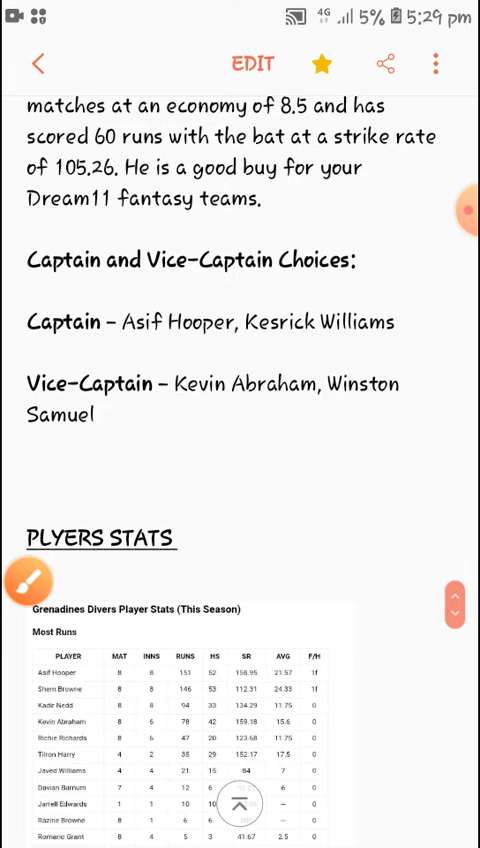 4G 5% 5:29 pm
EDIT
matches at an economy of 8.5 and has
scored 60 runs with the bat at a strike rate
of 105.26. He is a good buy for your
Dream11 fantasy teams.
Captain and Vice-Captain Choices:
Captain – Asif Hooper, Kesrick Williams
Vice-Captain – Kevin Abraham, Winston
Samuel
PLYERS STATS
Grenadines Divers Player Stats (This Season)
Most Runs
PLAYER MAT INNS RUNS HS SR AVG F/H
Asif Hooper 8 8 151 52 158.95 21.57 1f
Shem Browne 8 8 146 53 112.31 24.33 1f
Kadir Nedd 8 8 94 33 134.29 11.75 0
Kevin Abraham 8 6 78 42 159.18 15.6 0
Richie Richards 8 6 47 20 123.68 11.75 0
Tilron Harry 4 2 35 29 152.17 17.5 0
Javed Williams 4 4 21 15 84 7 0
Davian Barnum 7 4 12 6 6 0
Jarrell Edwards 1 1 10 10 – 0
Razine Browne 8 1 6 6 – 0
Romario Grant 8 4 5 3 41.67 2.5 0